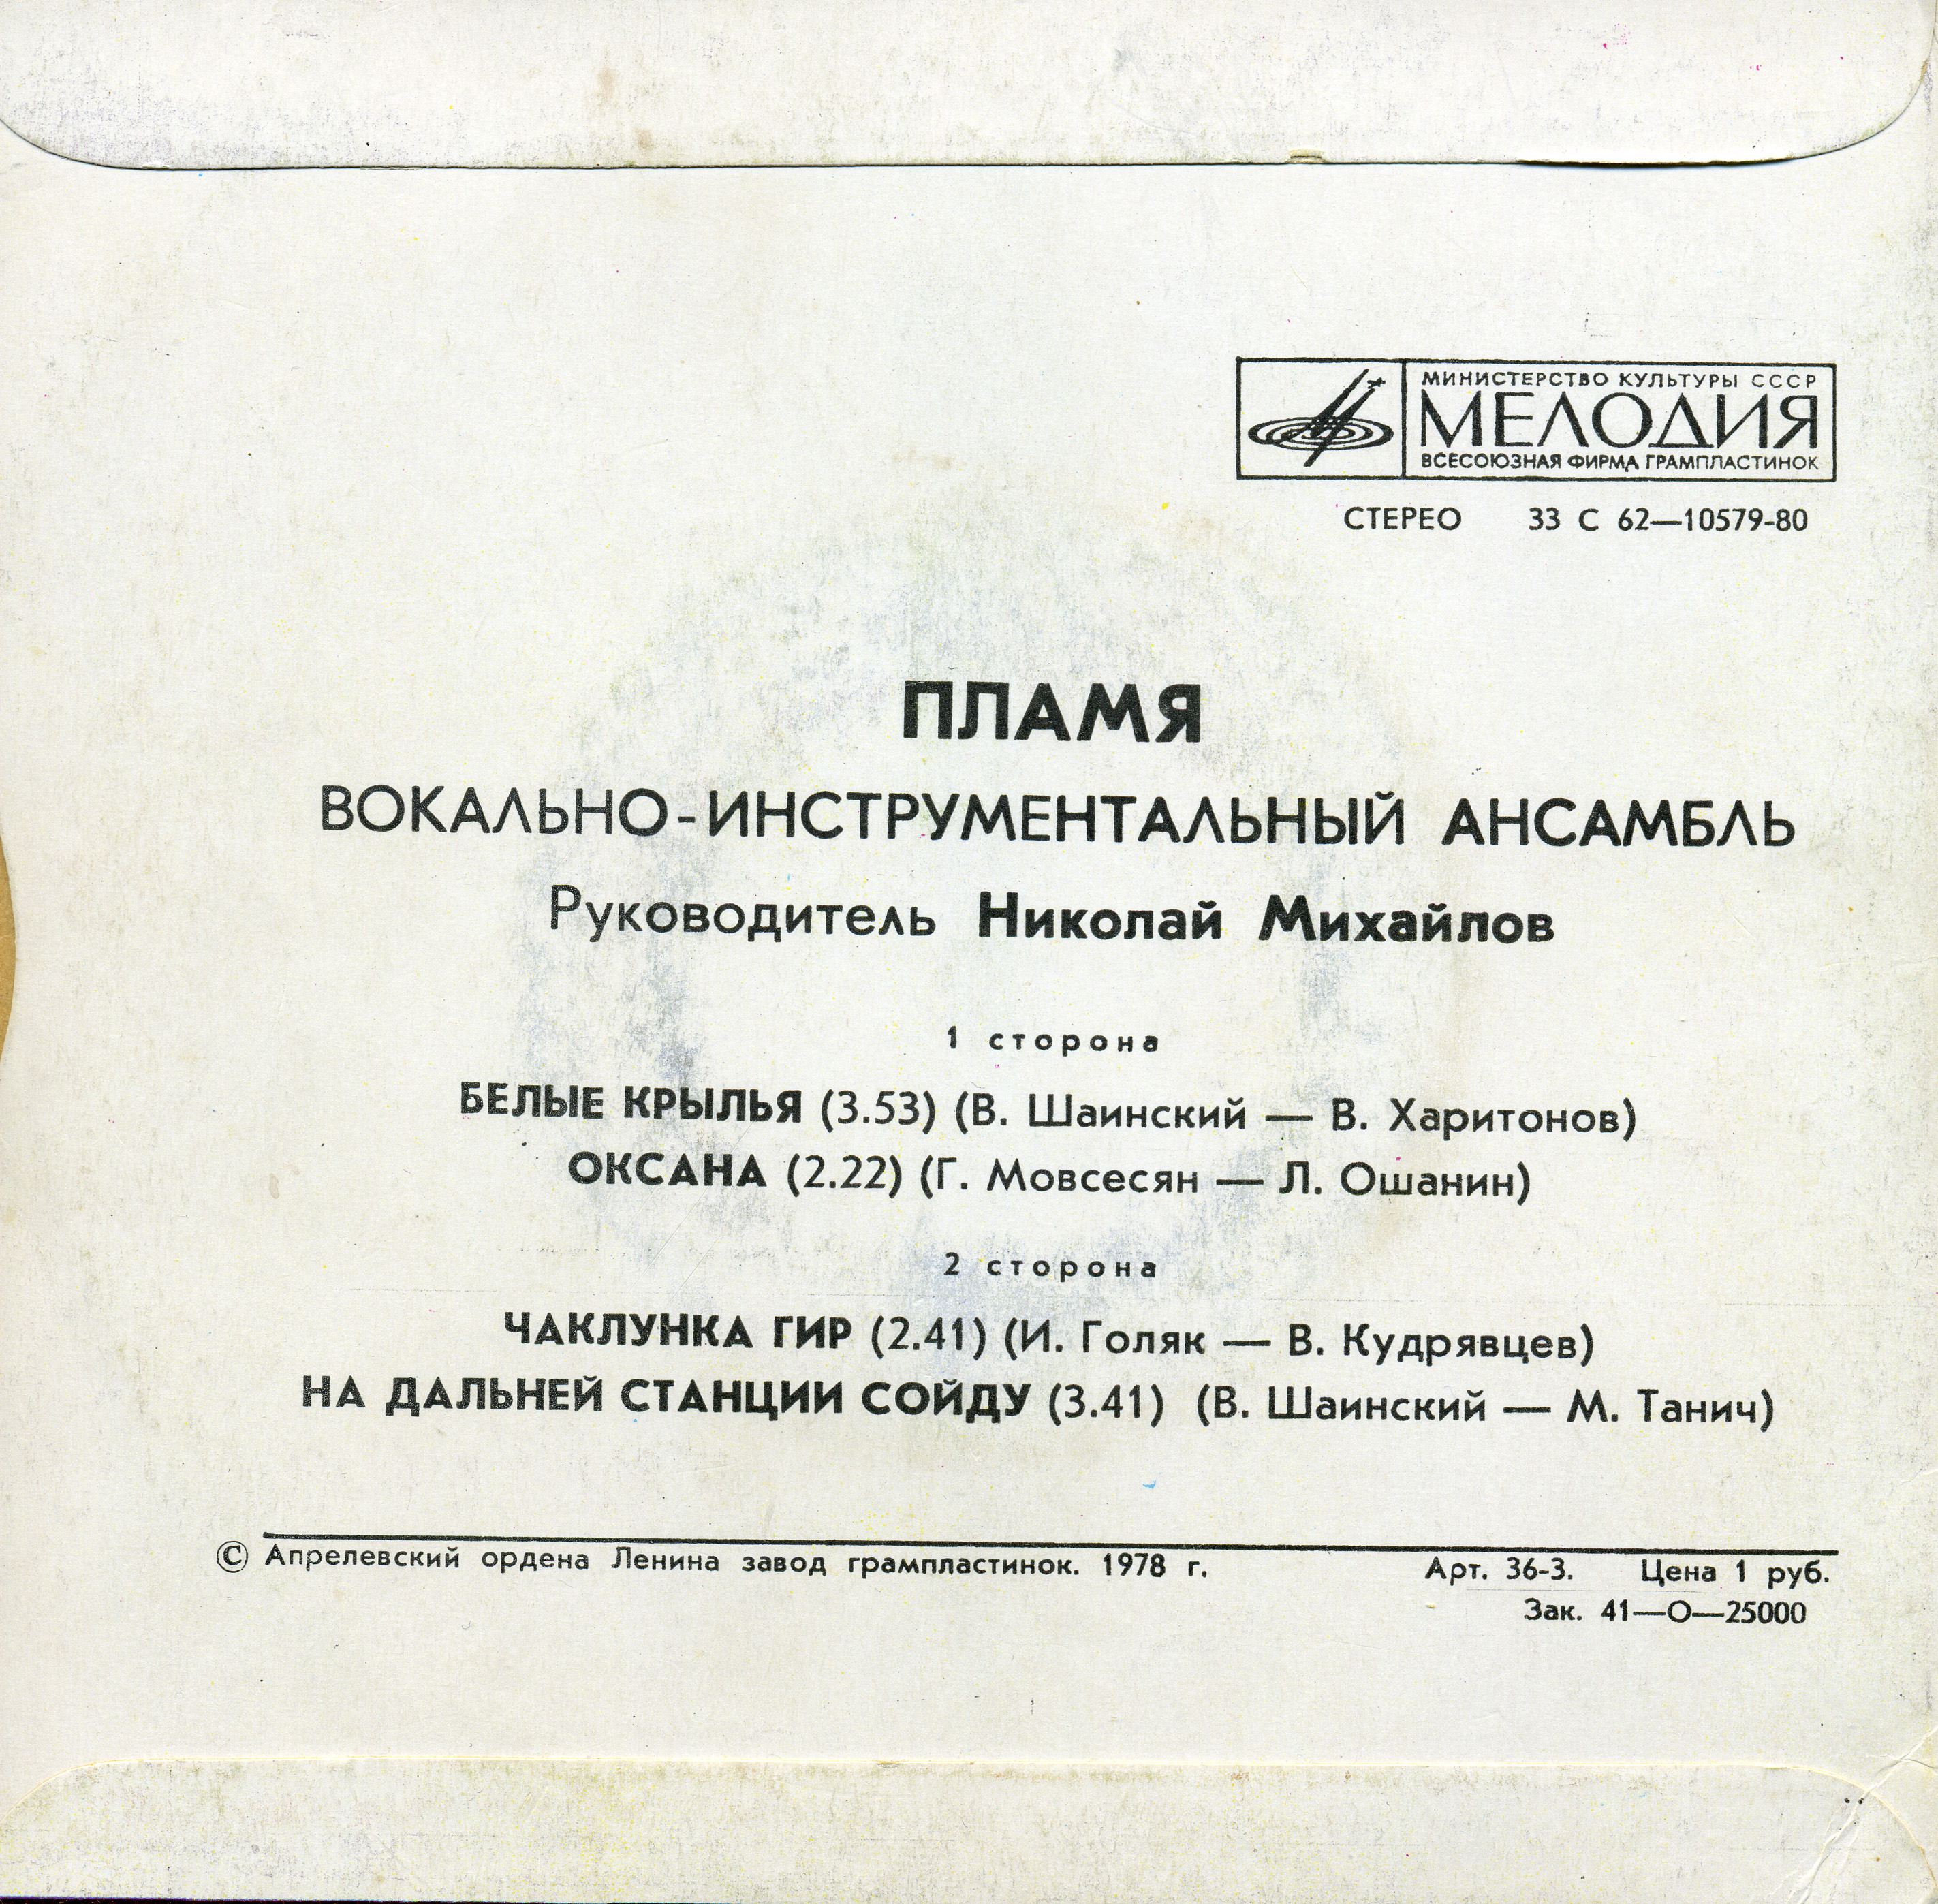 МИНИСТЕРСТВО КУЛЬТУРЫ СССР
МЕЛОДИЯ
ВСЕСОЮЗНАЯ ФИРМА ГРАМПЛАСТИНОК
СТЕРЕО 33 С 62—10579-80
ПЛАМЯ
ВОКАЛЬНО-ИНСТРУМЕНТАЛЬНЫЙ АНСАМБЛЬ
Руководитель Николай Михайлов
1 сторона
БЕЛЫЕ КРЫЛЬЯ (3.53) (В. Шаинский — В. Харитонов)
ОКСАНА (2.22) (Г. Мовсесян — Л. Ошанин)
2 сторона
ЧАКЛУНКА ГИР (2.41) (И. Голяк — В. Кудрявцев)
НА ДАЛЬНЕЙ СТАНЦИИ СОЙДУ (3.41) (В. Шаинский — М. Танич)
© Апрелевский ордена Ленина завод грампластинок. 1978 г. Арт. 36-3. Цена 1 руб.
Зак. 41—О—25000